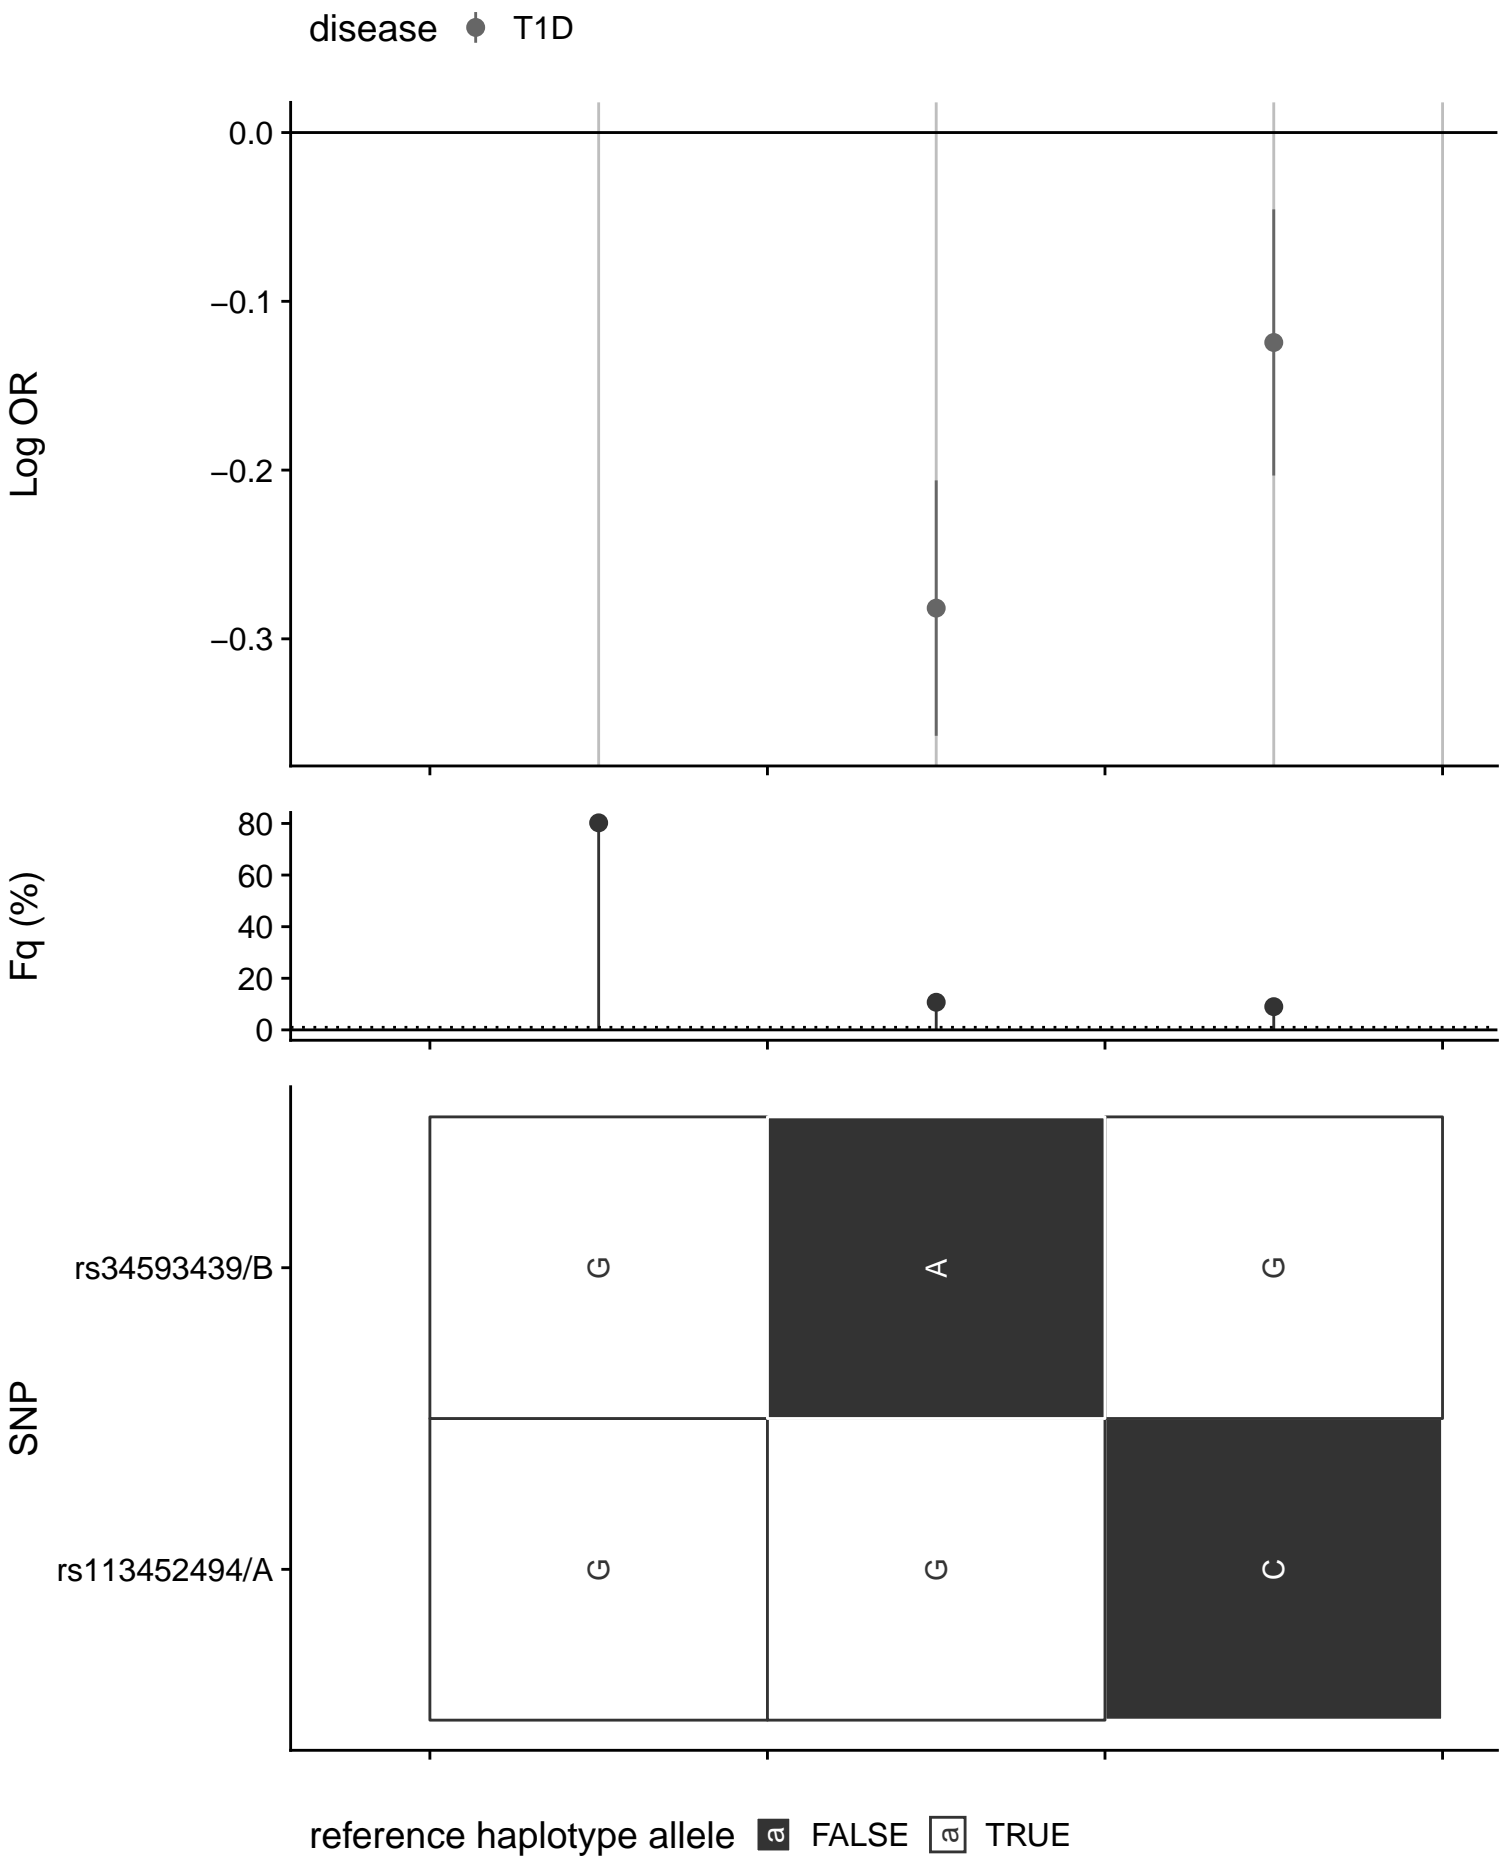 disease T1D
Log OR
0.0
−0.1
−0.2
−0.3
Fq (%)
80
60
40
20
0
SNP
rs34593439/B G A G
rs113452494/A G G C
reference haplotype allele a FALSE a TRUE